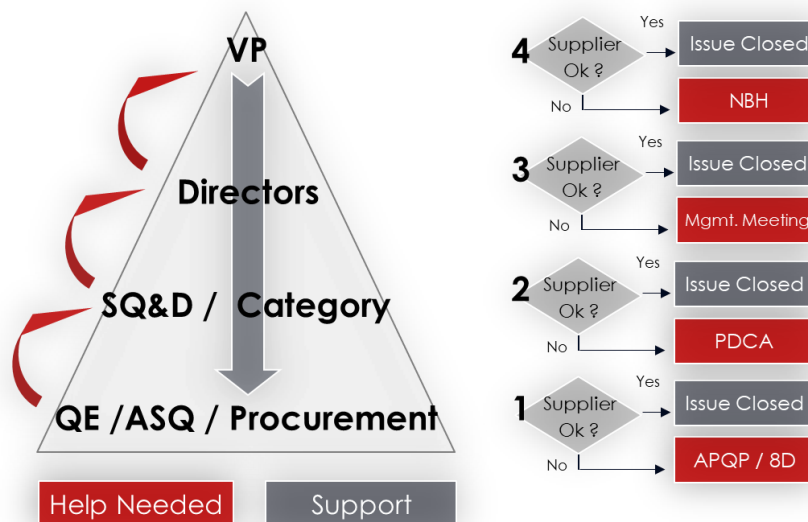 VP
Directors
SQ&D / Category
QE /ASQ / Procurement
Help Needed
Support
4
Supplier
Ok ?
Yes
Issue Closed
No
NBH
3
Supplier
Ok ?
Yes
Issue Closed
No
Mgmt. Meeting
2
Supplier
Ok ?
Yes
Issue Closed
No
PDCA
1
Supplier
Ok ?
Yes
Issue Closed
No
APQP / 8D